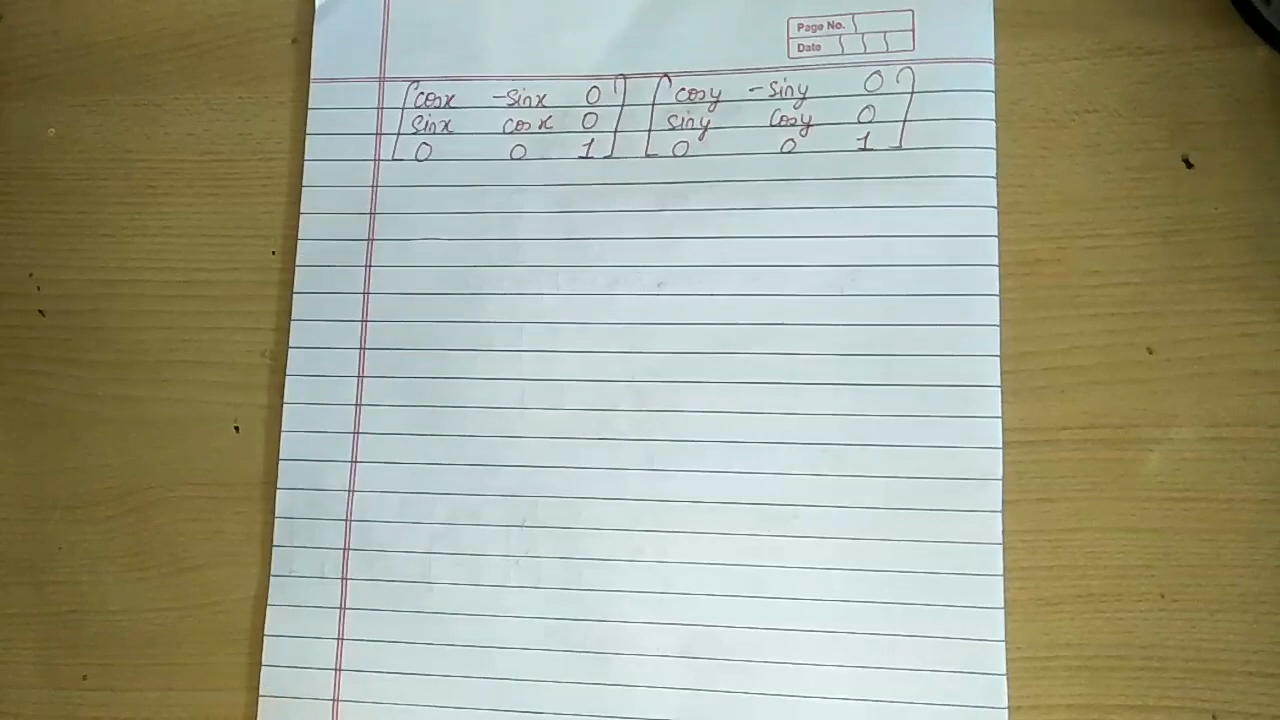 Page No.
Date
cosx -sinx 0 cosy -siny 0
sinx cosx 0 siny cosy 0
0 0 1 0 0 1